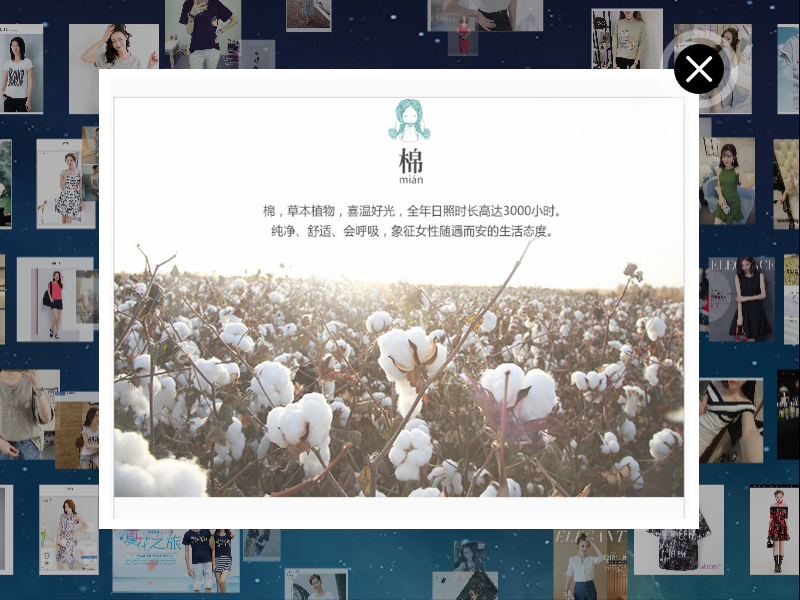 棉
mián
棉，草本植物，喜温好光，全年日照时长高达3000小时。
纯净、舒适、会呼吸，象征女性随遇而安的生活态度。
ELEGANCE
ELEGANT